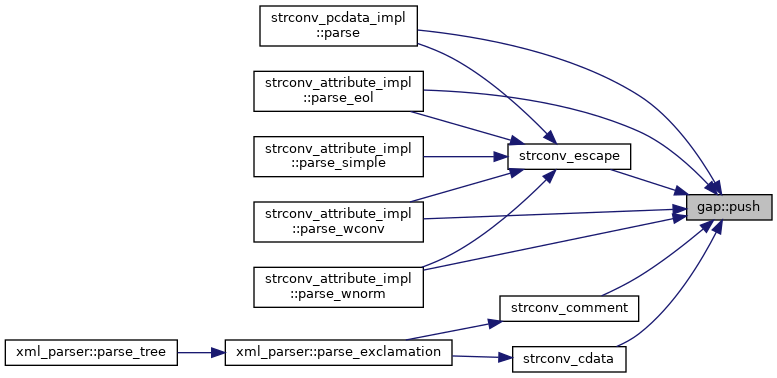 strconv_pcdata_impl
::parse
strconv_attribute_impl
::parse_eol
strconv_attribute_impl
::parse_simple
strconv_escape
strconv_attribute_impl
::parse_wconv
gap::push
strconv_attribute_impl
::parse_wnorm
strconv_comment
xml_parser::parse_tree
xml_parser::parse_exclamation
strconv_cdata